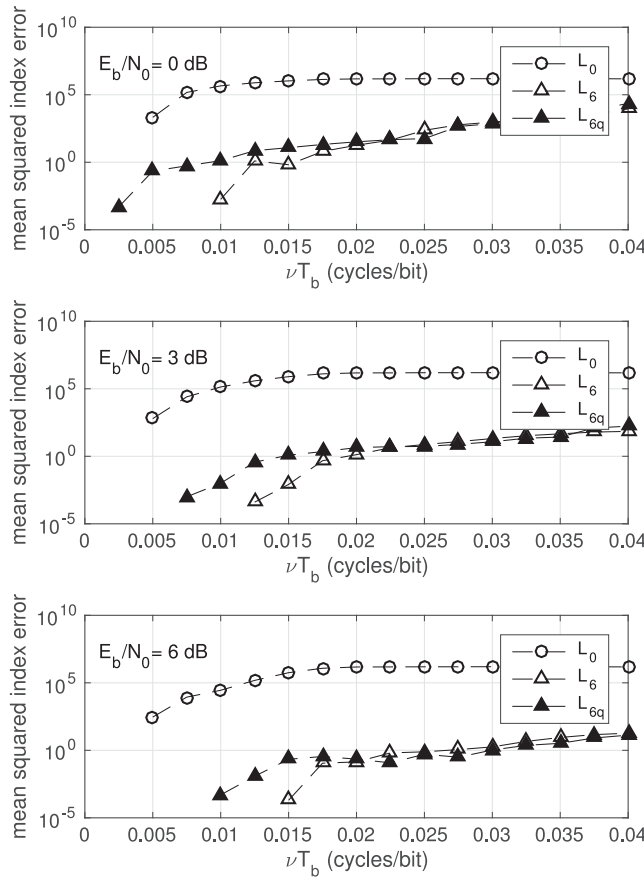 mean squared index error
10^10
10^5
10^0
10^-5
E_b/N_0= 0 dB
L_0
L_6
L_6q
0 0.005 0.01 0.015 0.02 0.025 0.03 0.035 0.04
νT_b (cycles/bit)
mean squared index error
10^10
10^5
10^0
10^-5
E_b/N_0= 3 dB
L_0
L_6
L_6q
0 0.005 0.01 0.015 0.02 0.025 0.03 0.035 0.04
νT_b (cycles/bit)
mean squared index error
10^10
10^5
10^0
10^-5
E_b/N_0= 6 dB
L_0
L_6
L_6q
0 0.005 0.01 0.015 0.02 0.025 0.03 0.035 0.04
νT_b (cycles/bit)